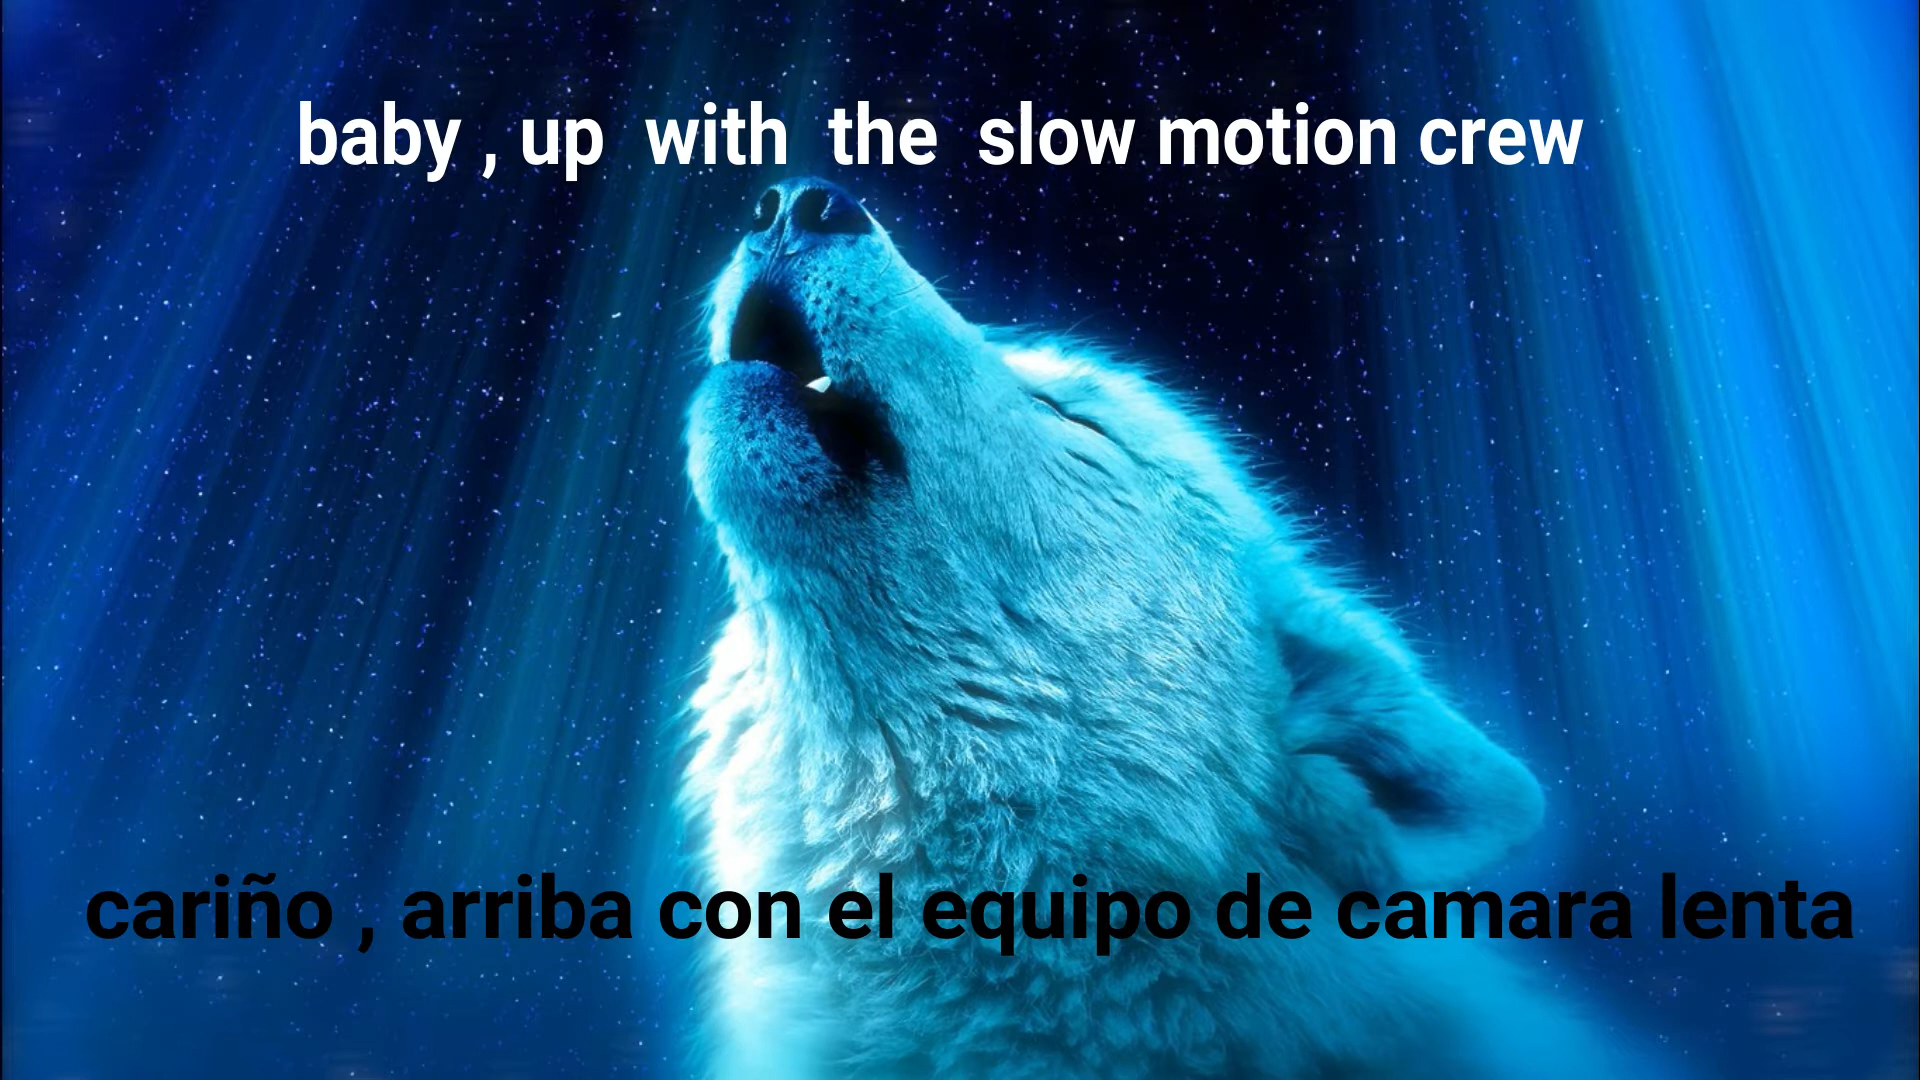 baby , up with the slow motion crew
cariño , arriba con el equipo de camara lenta